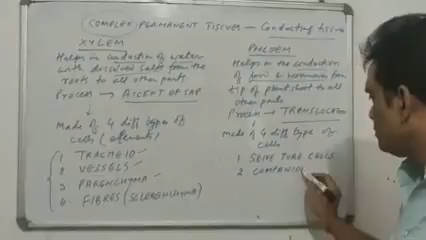 COMPLEX PERMANENT TISSUES — Conducting tissue
XYLEM
Helps in conduction of water
with dissolved salts from the
roots to all other parts
Process → ASCENT OF SAP
Made of 4 diff types of
cells (elements)
1 TRACHEID
2 VESSELS
3 PARENCHYMA
4 FIBRES (SCLERENCHYMA)
PHLOEM
Helps in the conduction
of food & hormones from
tip of plant shoot to all
other parts
Process → TRANSLOCATION
Made of 4 diff type of
cells
1 SEIVE TUBE CELLS
2 COMPANIO